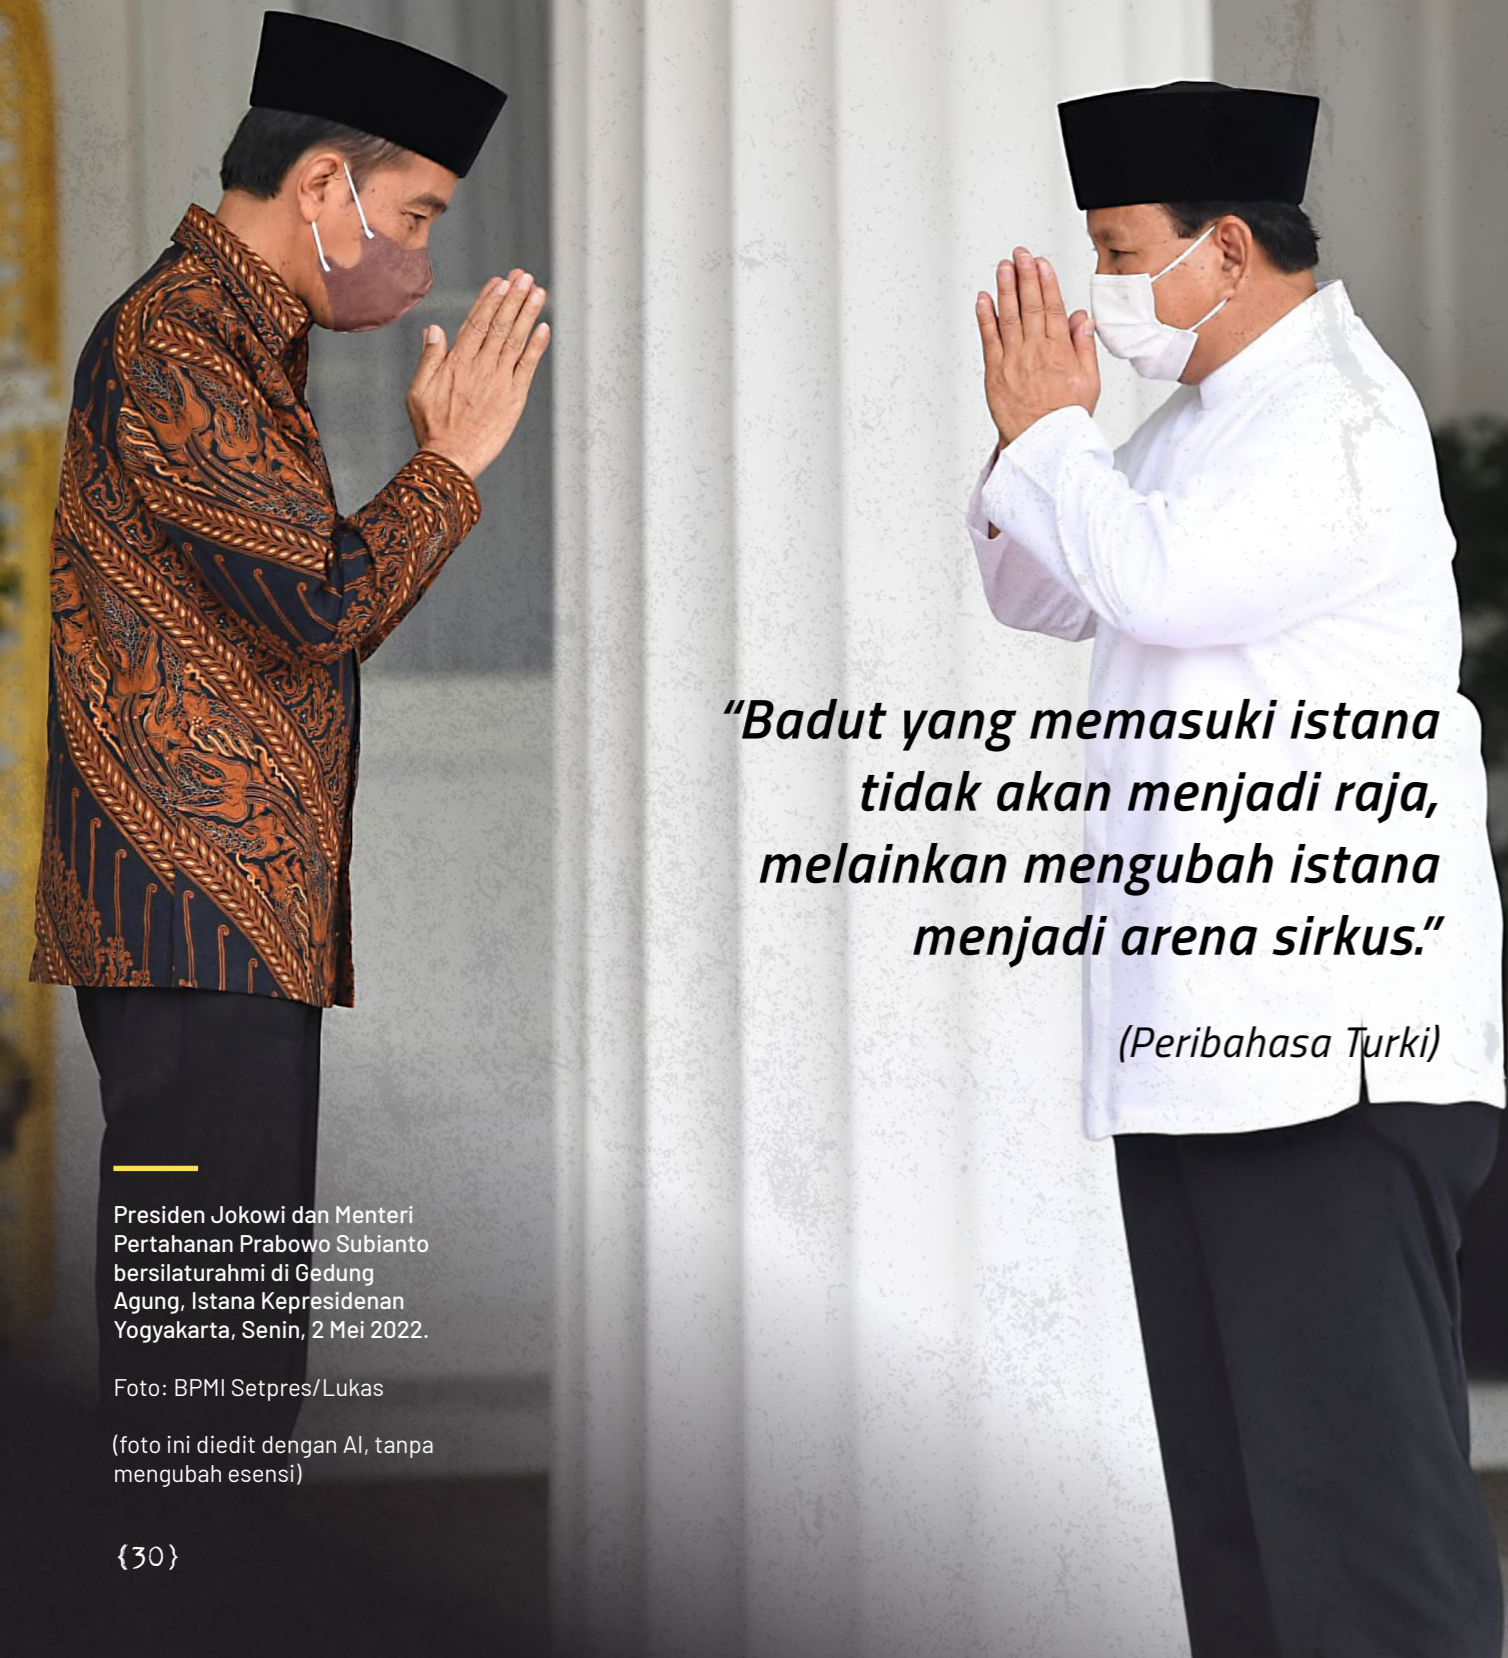 “Badut yang memasuki istana
tidak akan menjadi raja,
melainkan mengubah istana
menjadi arena sirkus.”
(Peribahasa Turki)
Presiden Jokowi dan Menteri
Pertahanan Prabowo Subianto
bersilaturahmi di Gedung
Agung, Istana Kepresidenan
Yogyakarta, Senin, 2 Mei 2022.
Foto: BPMI Setpres/Lukas
(foto ini diedit dengan AI, tanpa
mengubah esensi)
{30}